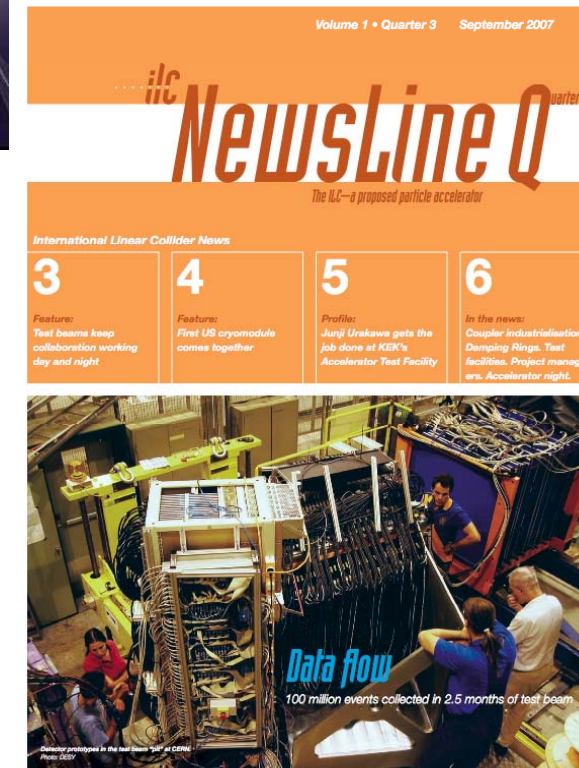 Volume 1 • Quarter 3 September 2007
ilc
NewsLine Q
The ILC—a proposed particle accelerator
International Linear Collider News
3
Feature:
Test beams keep
collaboration working
day and night
4
Feature:
First US cryomodule
comes together
5
Profile:
Junji Urakawa gets the
job done at KEK's
Accelerator Test Facility
6
In the news:
Coupler industrialisation
Damping Rings. Test
facilities. Project manag
ers. Accelerator night.
Data flow
100 million events collected in 2.5 months of test beam
Detector prototypes in the test beam "pit" at CERN.
Photo: DESY